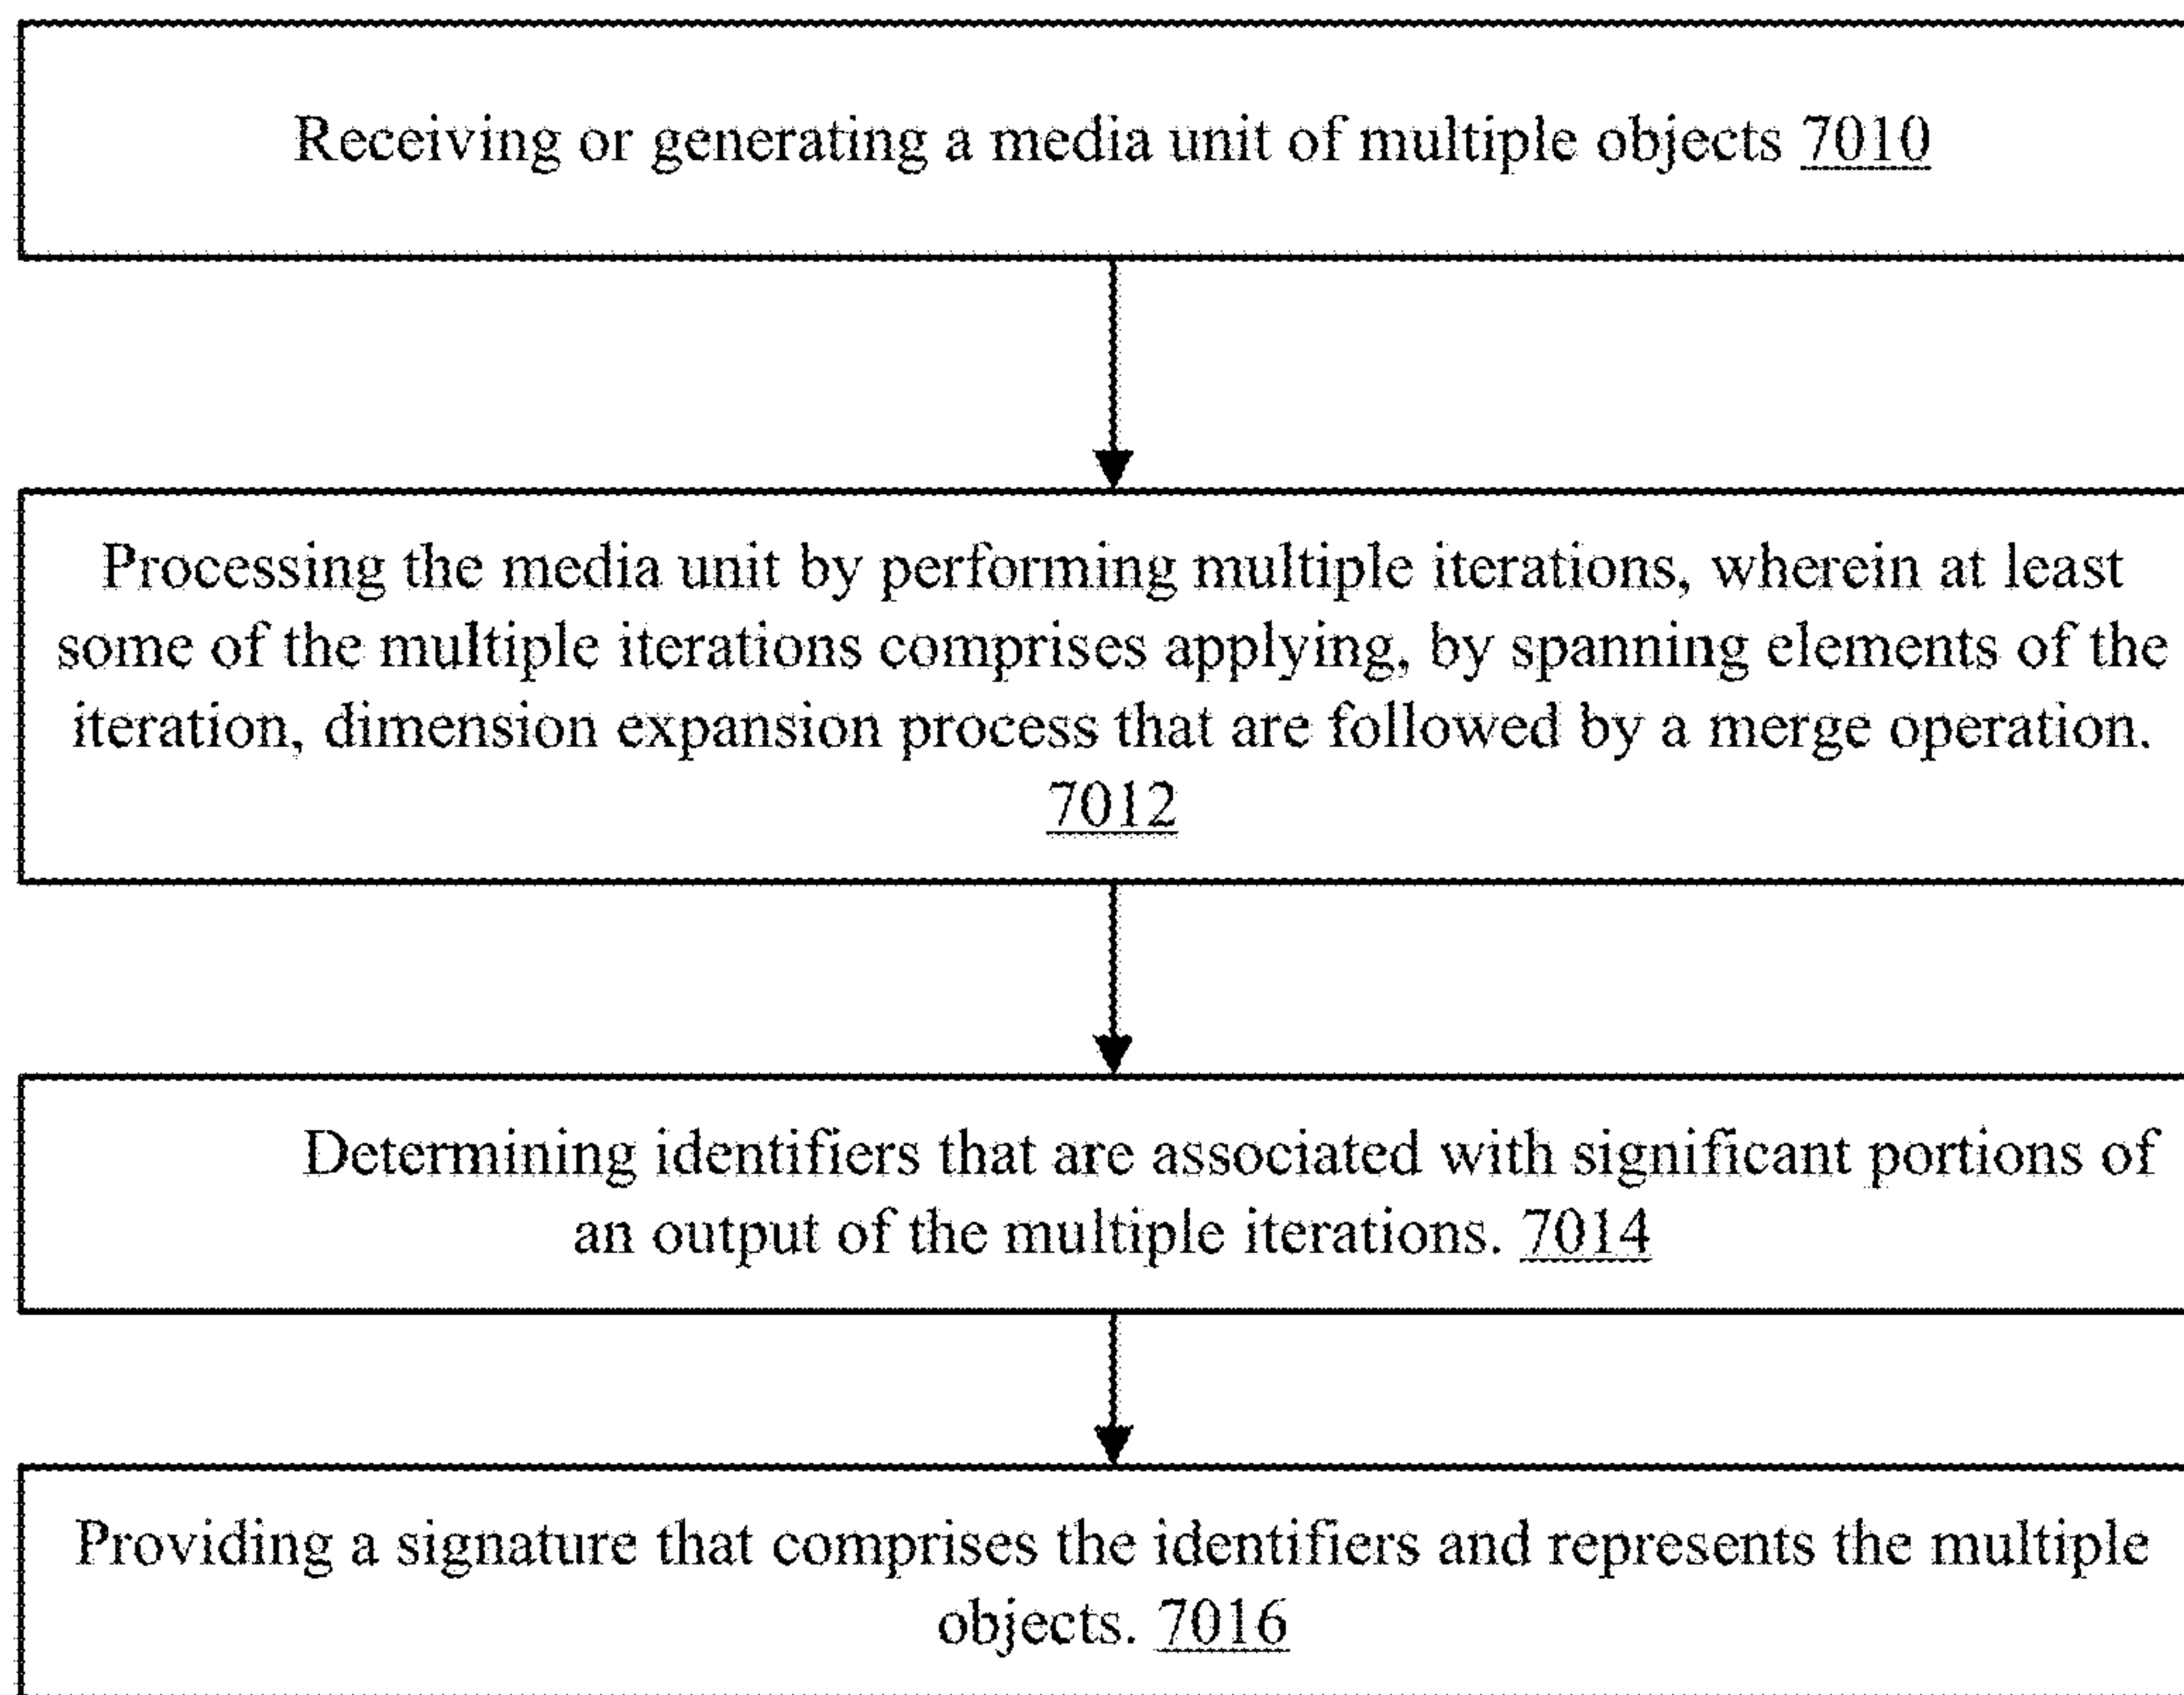 Receiving or generating a media unit of multiple objects 7010
Processing the media unit by performing multiple iterations, wherein at least
some of the multiple iterations comprises applying, by spanning elements of the
iteration, dimension expansion process that are followed by a merge operation.
7012
Determining identifiers that are associated with significant portions of
an output of the multiple iterations. 7014
Providing a signature that comprises the identifiers and represents the multiple
objects. 7016